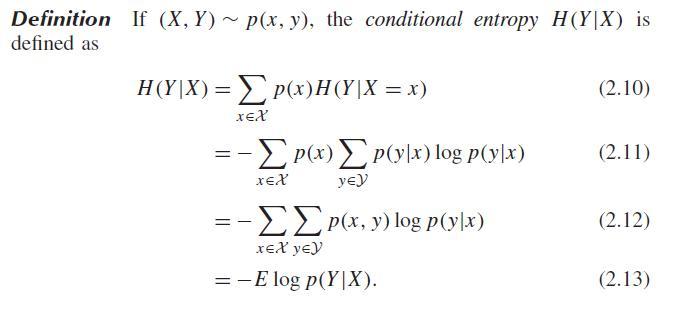 Definition If (X, Y) ∼ p(x, y), the conditional entropy H(Y|X) is
defined as
H(Y|X) = ∑_{x∈𝒳} p(x)H(Y|X = x) (2.10)
= −∑_{x∈𝒳} p(x) ∑_{y∈𝒴} p(y|x) log p(y|x) (2.11)
= −∑_{x∈𝒳} ∑_{y∈𝒴} p(x, y) log p(y|x) (2.12)
= −E log p(Y|X). (2.13)